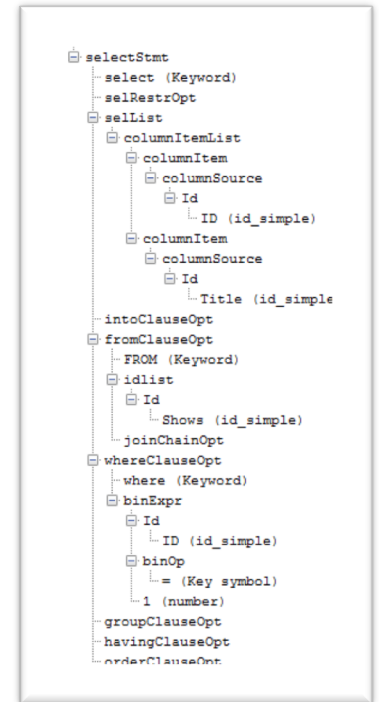 selectStmt
select (Keyword)
selRestrOpt
selList
columnItemList
columnItem
columnSource
Id
ID (id_simple)
columnItem
columnSource
Id
Title (id_simple
intoClauseOpt
fromClauseOpt
FROM (Keyword)
idlist
Id
Shows (id_simple)
joinChainOpt
whereClauseOpt
where (Keyword)
binExpr
Id
ID (id_simple)
binOp
= (Key symbol)
1 (number)
groupClauseOpt
havingClauseOpt
orderClauseOpt